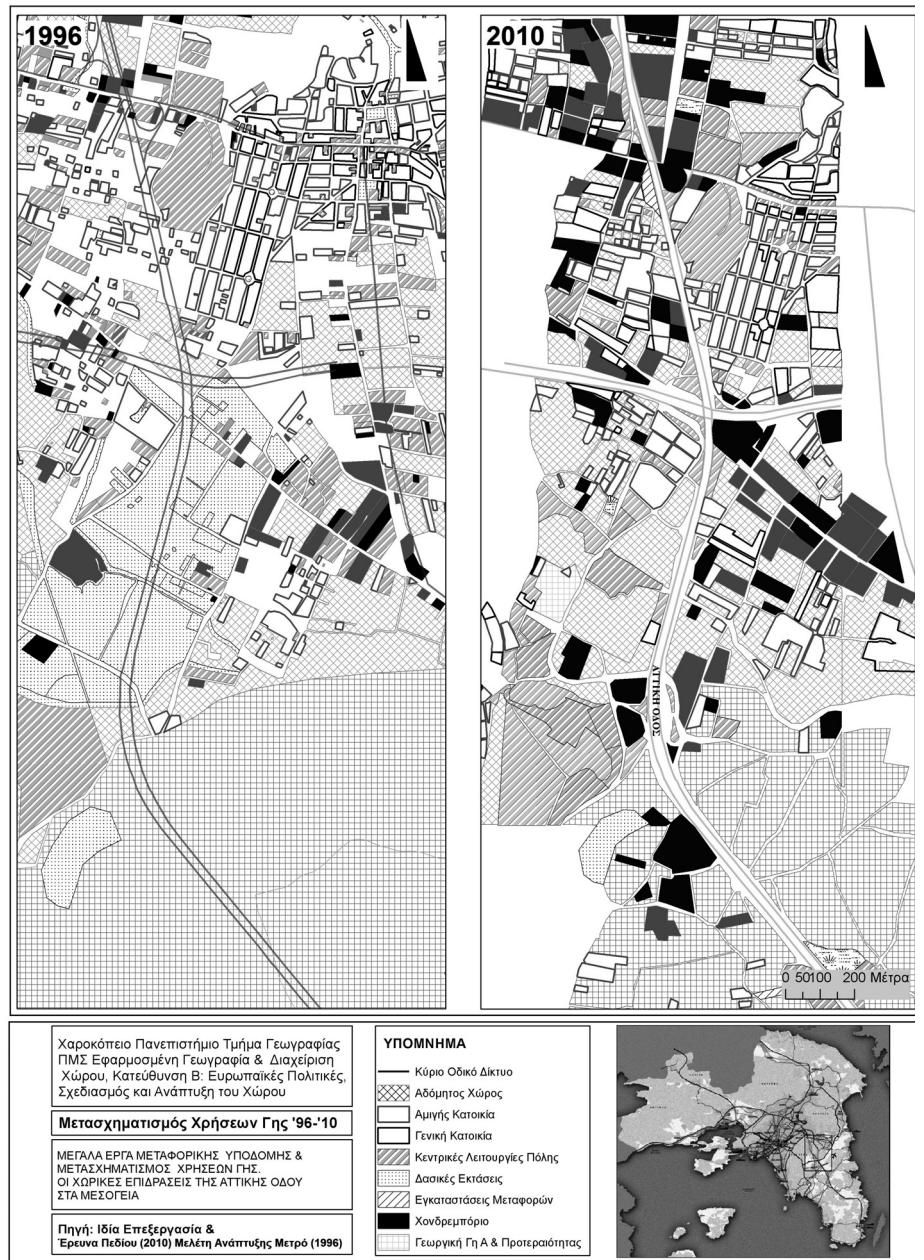 1996
2010
ΑΤΤΙΚΗ ΟΔΟΣ
0 50100 200 Μέτρα
Χαροκόπειο Πανεπιστήμιο Τμήμα Γεωγραφίας
ΠΜΣ Εφαρμοσμένη Γεωγραφία & Διαχείριση
Χώρου, Κατεύθυνση Β: Ευρωπαϊκές Πολιτικές,
Σχεδιασμός και Ανάπτυξη του Χώρου
Μετασχηματισμός Χρήσεων Γης '96-'10
ΜΕΓΑΛΑ ΕΡΓΑ ΜΕΤΑΦΟΡΙΚΗΣ ΥΠΟΔΟΜΗΣ &
ΜΕΤΑΣΧΗΜΑΤΙΣΜΟΣ ΧΡΗΣΕΩΝ ΓΗΣ.
ΟΙ ΧΩΡΙΚΕΣ ΕΠΙΔΡΑΣΕΙΣ ΤΗΣ ΑΤΤΙΚΗΣ ΟΔΟΥ
ΣΤΑ ΜΕΣΟΓΕΙΑ
Πηγή: Ιδία Επεξεργασία &
Έρευνα Πεδίου (2010) Μελέτη Ανάπτυξης Μετρό (1996)
ΥΠΟΜΝΗΜΑ
Κύριο Οδικό Δίκτυο
Αδόμητος Χώρος
Αμιγής Κατοικία
Γενική Κατοικία
Κεντρικές Λειτουργίες Πόλης
Δασικές Εκτάσεις
Εγκαταστάσεις Μεταφορών
Χονδρεμπόριο
Γεωργική Γη Α & Προτεραιότητας